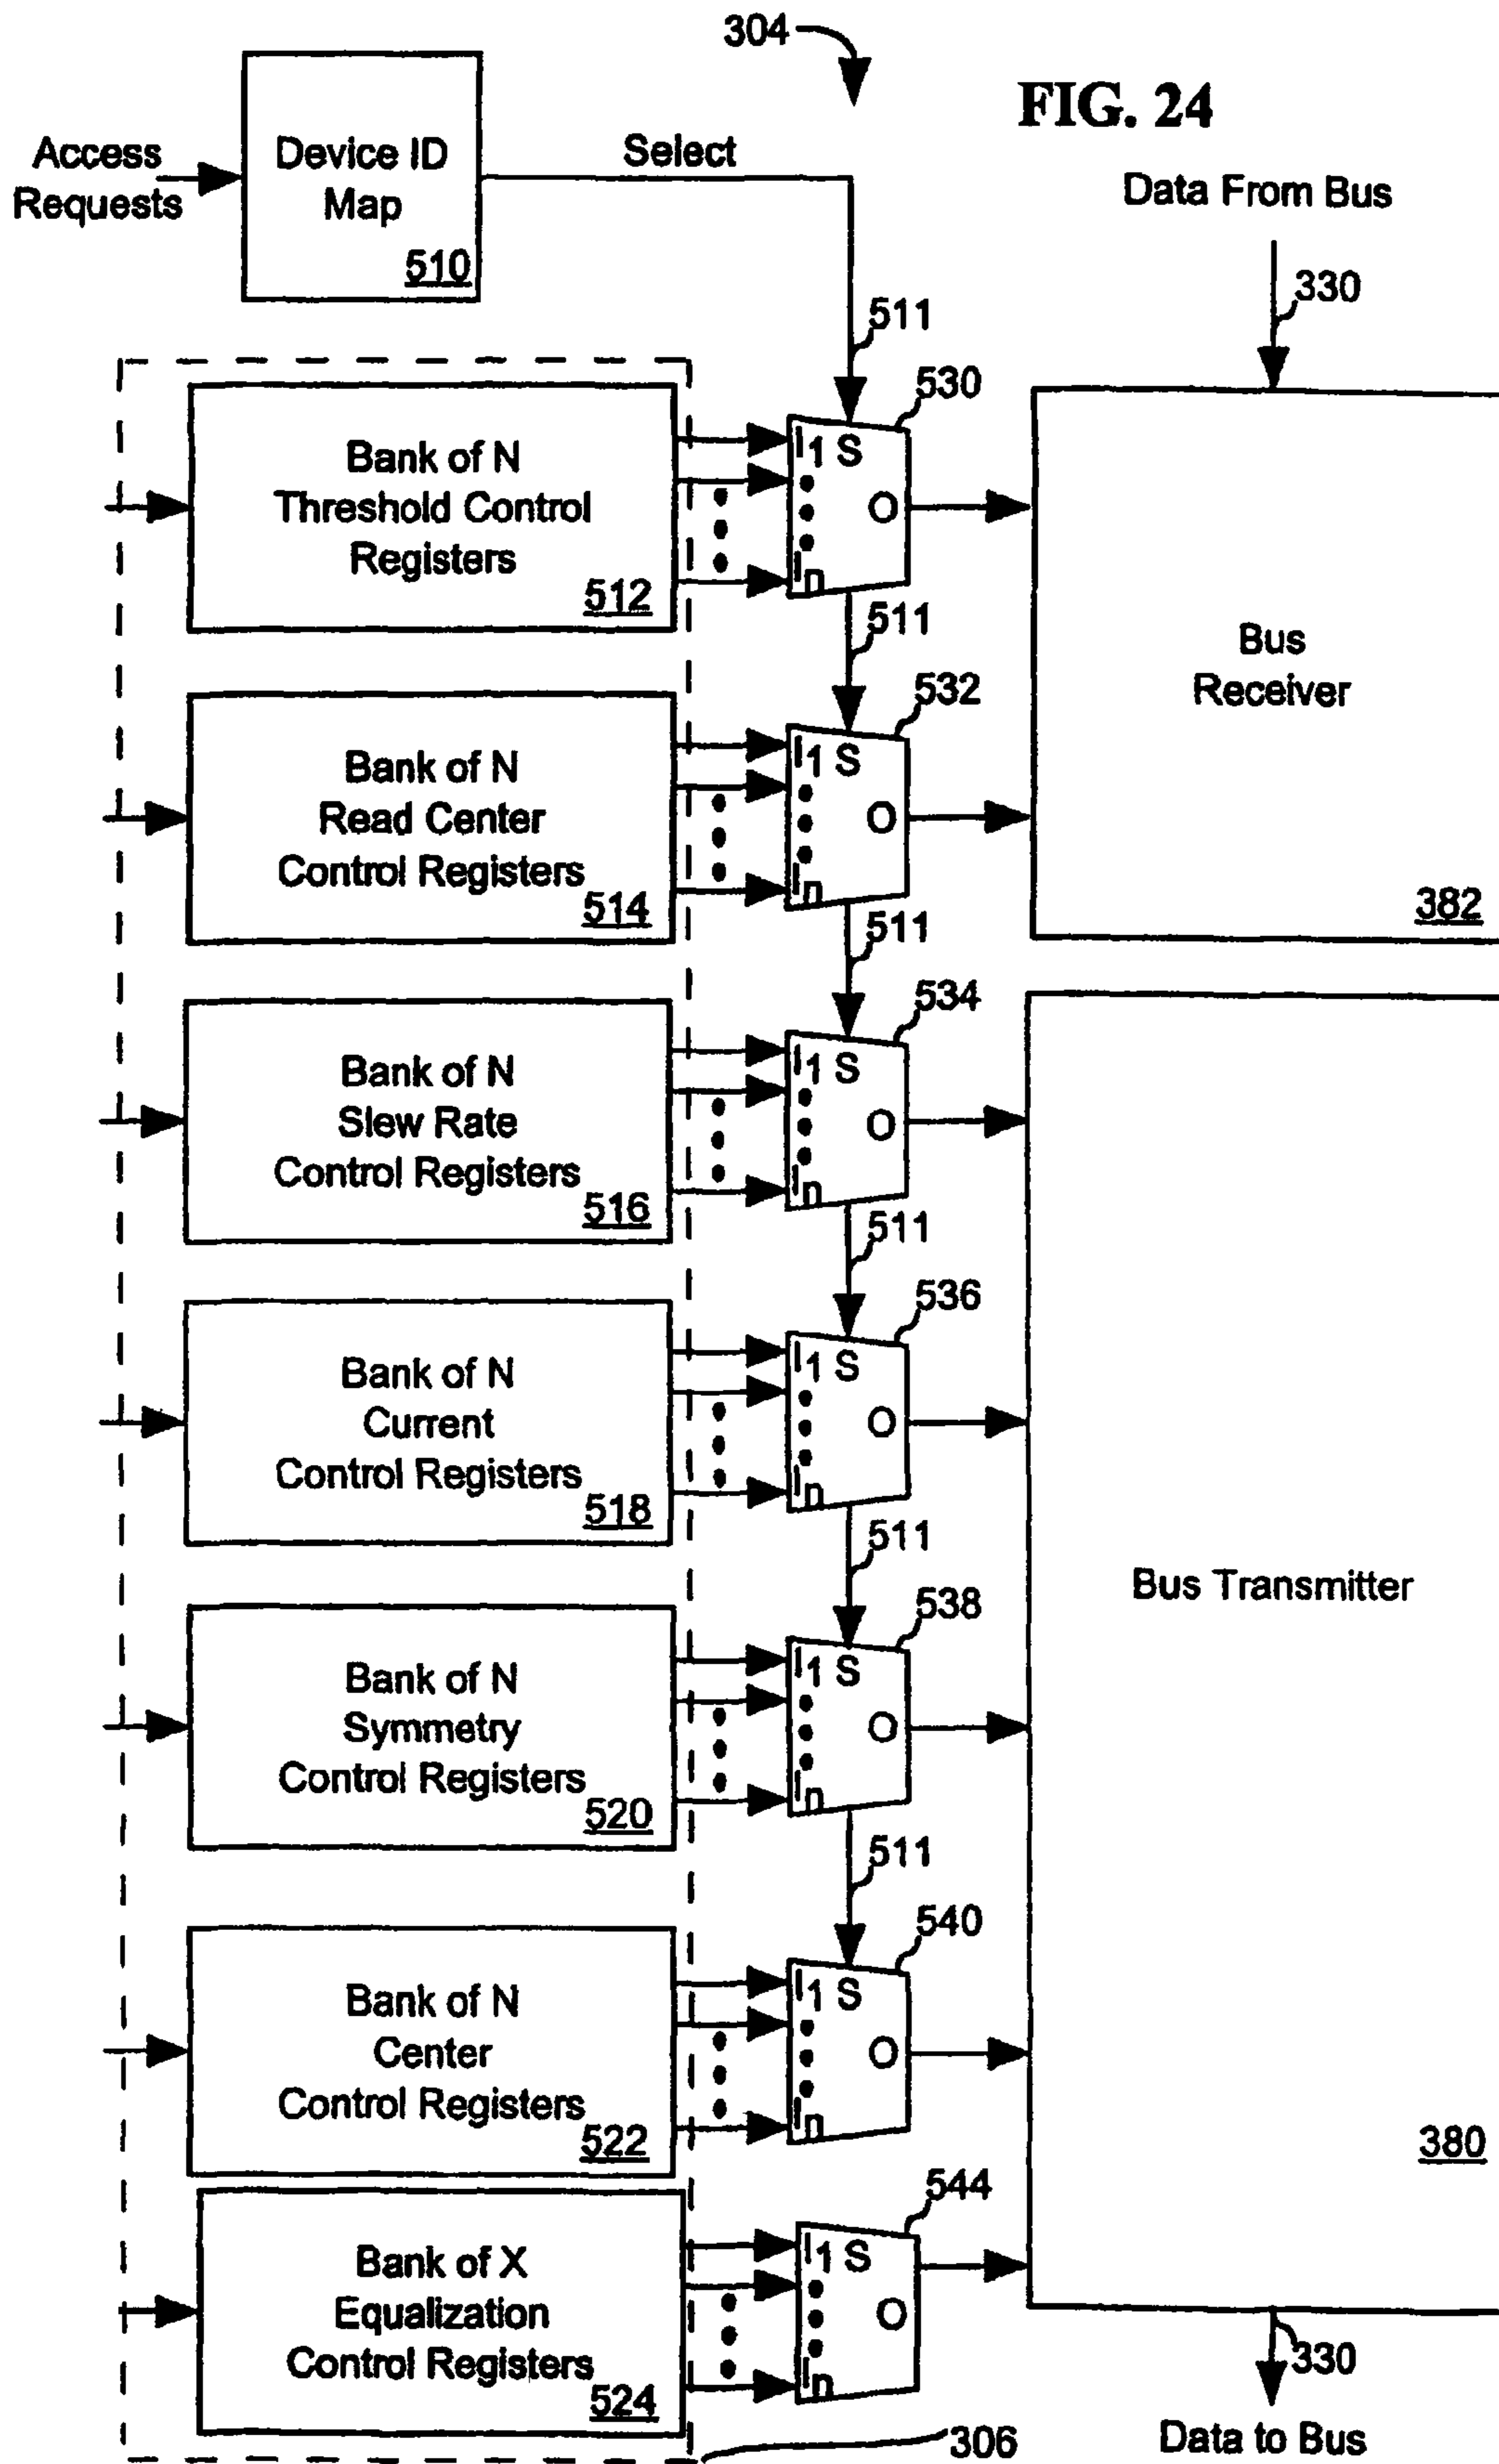 304
FIG. 24
Access
Requests
Device ID
Map
510
Select
Data From Bus
330
511
530
Bank of N
Threshold Control
Registers
512
I1 S
O
In
Bus
Receiver
382
511
532
Bank of N
Read Center
Control Registers
514
I1 S
O
In
511
534
Bank of N
Slew Rate
Control Registers
516
I1 S
O
In
511
536
Bank of N
Current
Control Registers
518
I1 S
O
In
Bus Transmitter
380
511
538
Bank of N
Symmetry
Control Registers
520
I1 S
O
In
511
540
Bank of N
Center
Control Registers
522
I1 S
O
In
544
Bank of X
Equalization
Control Registers
524
I1 S
O
In
330
Data to Bus
306